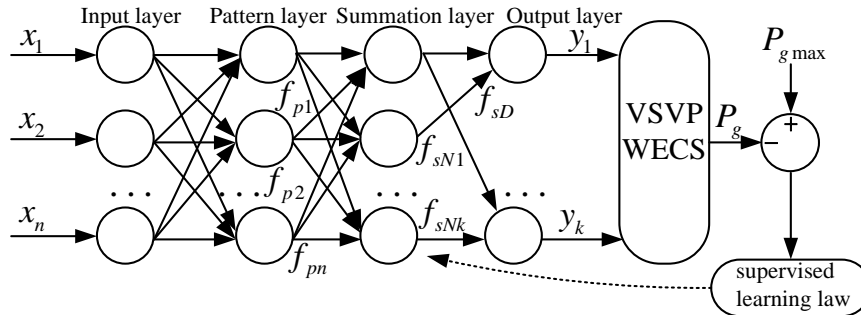 Input layer Pattern layer Summation layer Output layer
x1
x2
. . .
xn
fp1
. . . fp2
fpn
fsD
fsN1
. . .
fsNk
y1
. . .
yk
VSVP
WECS
Pg
Pg max
+
−
supervised
learning law